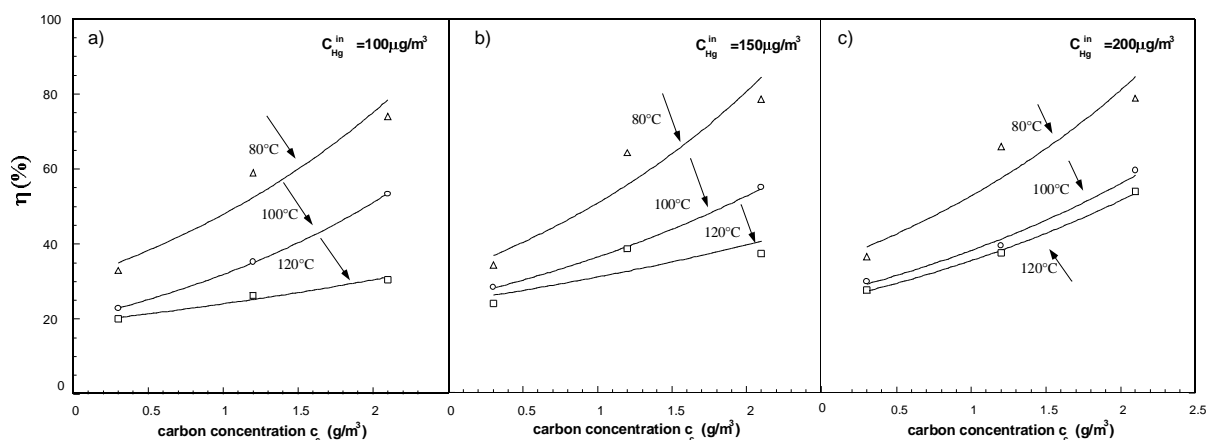 100
80
60
40
20
0
η (%)
a)
C_Hg^in =100µg/m³
80°C
100°C
120°C
0 0.5 1 1.5 2
carbon concentration c_c (g/m³)
b)
C_Hg^in =150µg/m³
80°C
100°C
120°C
0 0.5 1 1.5 2
carbon concentration c_c (g/m³)
c)
C_Hg^in =200µg/m³
80°C
100°C
120°C
0 0.5 1 1.5 2 2.5
carbon concentration c_c (g/m³)